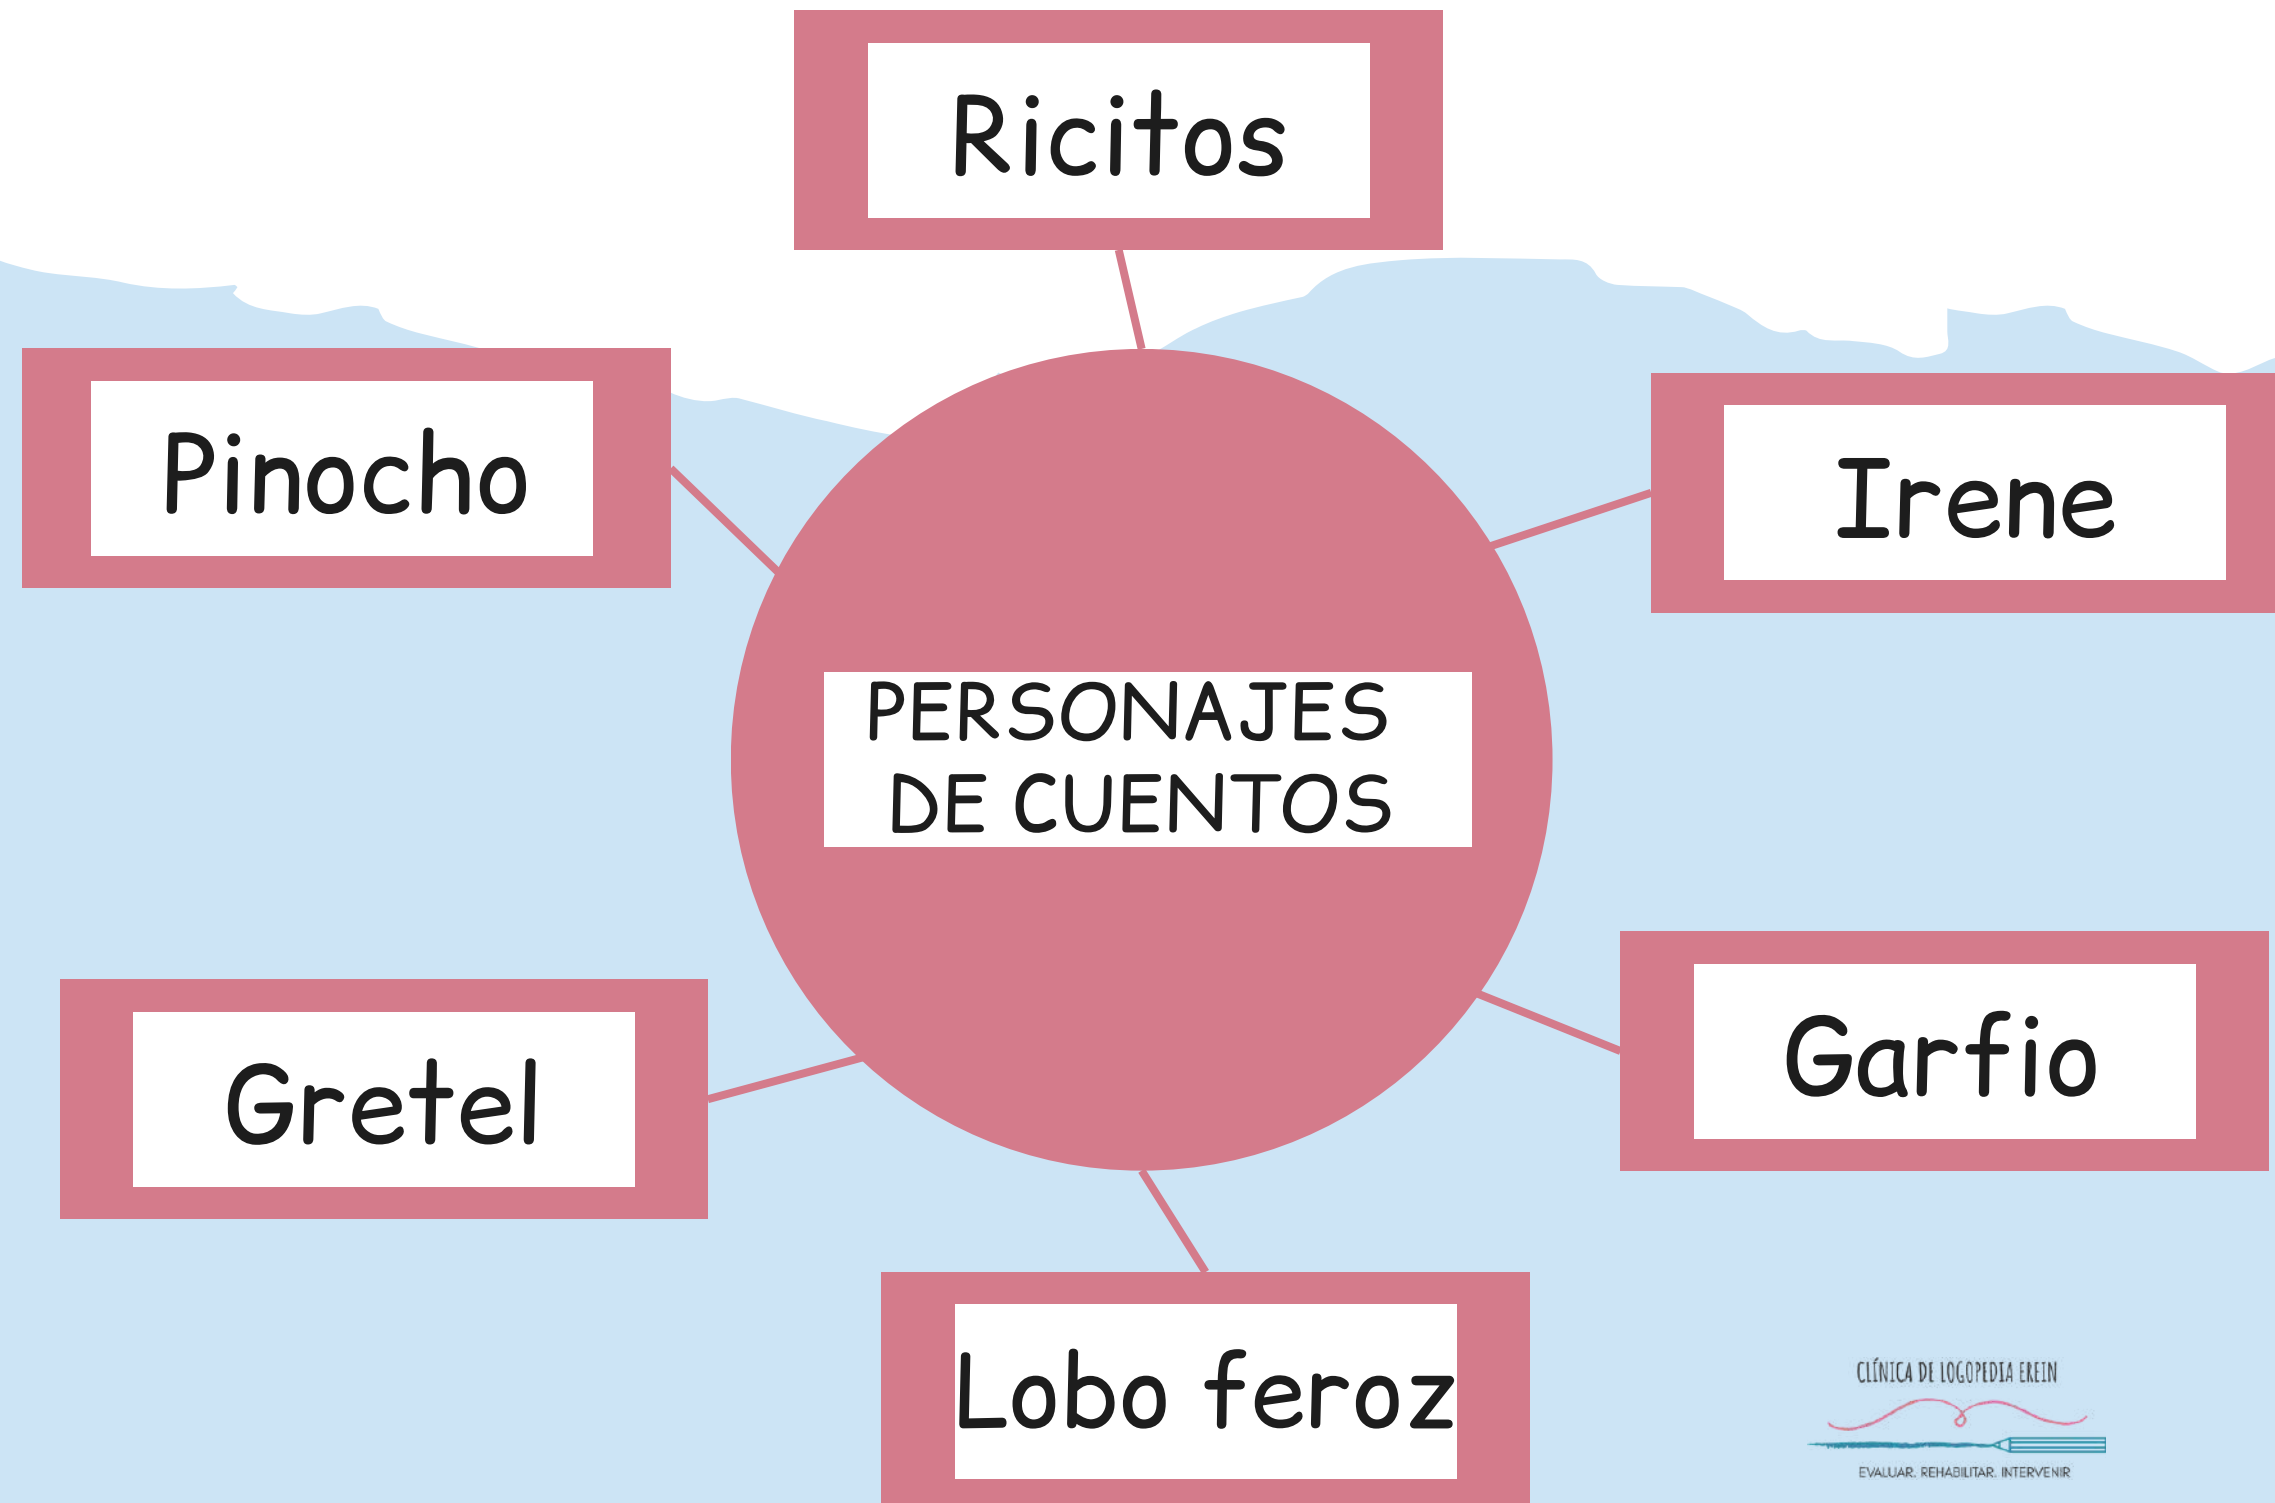 Ricitos
Pinocho
Irene
PERSONAJES
DE CUENTOS
Garfio
Gretel
Lobo feroz
CLÍNICA DE LOGOPEDIA EREIN
EVALUAR. REHABILITAR. INTERVENIR